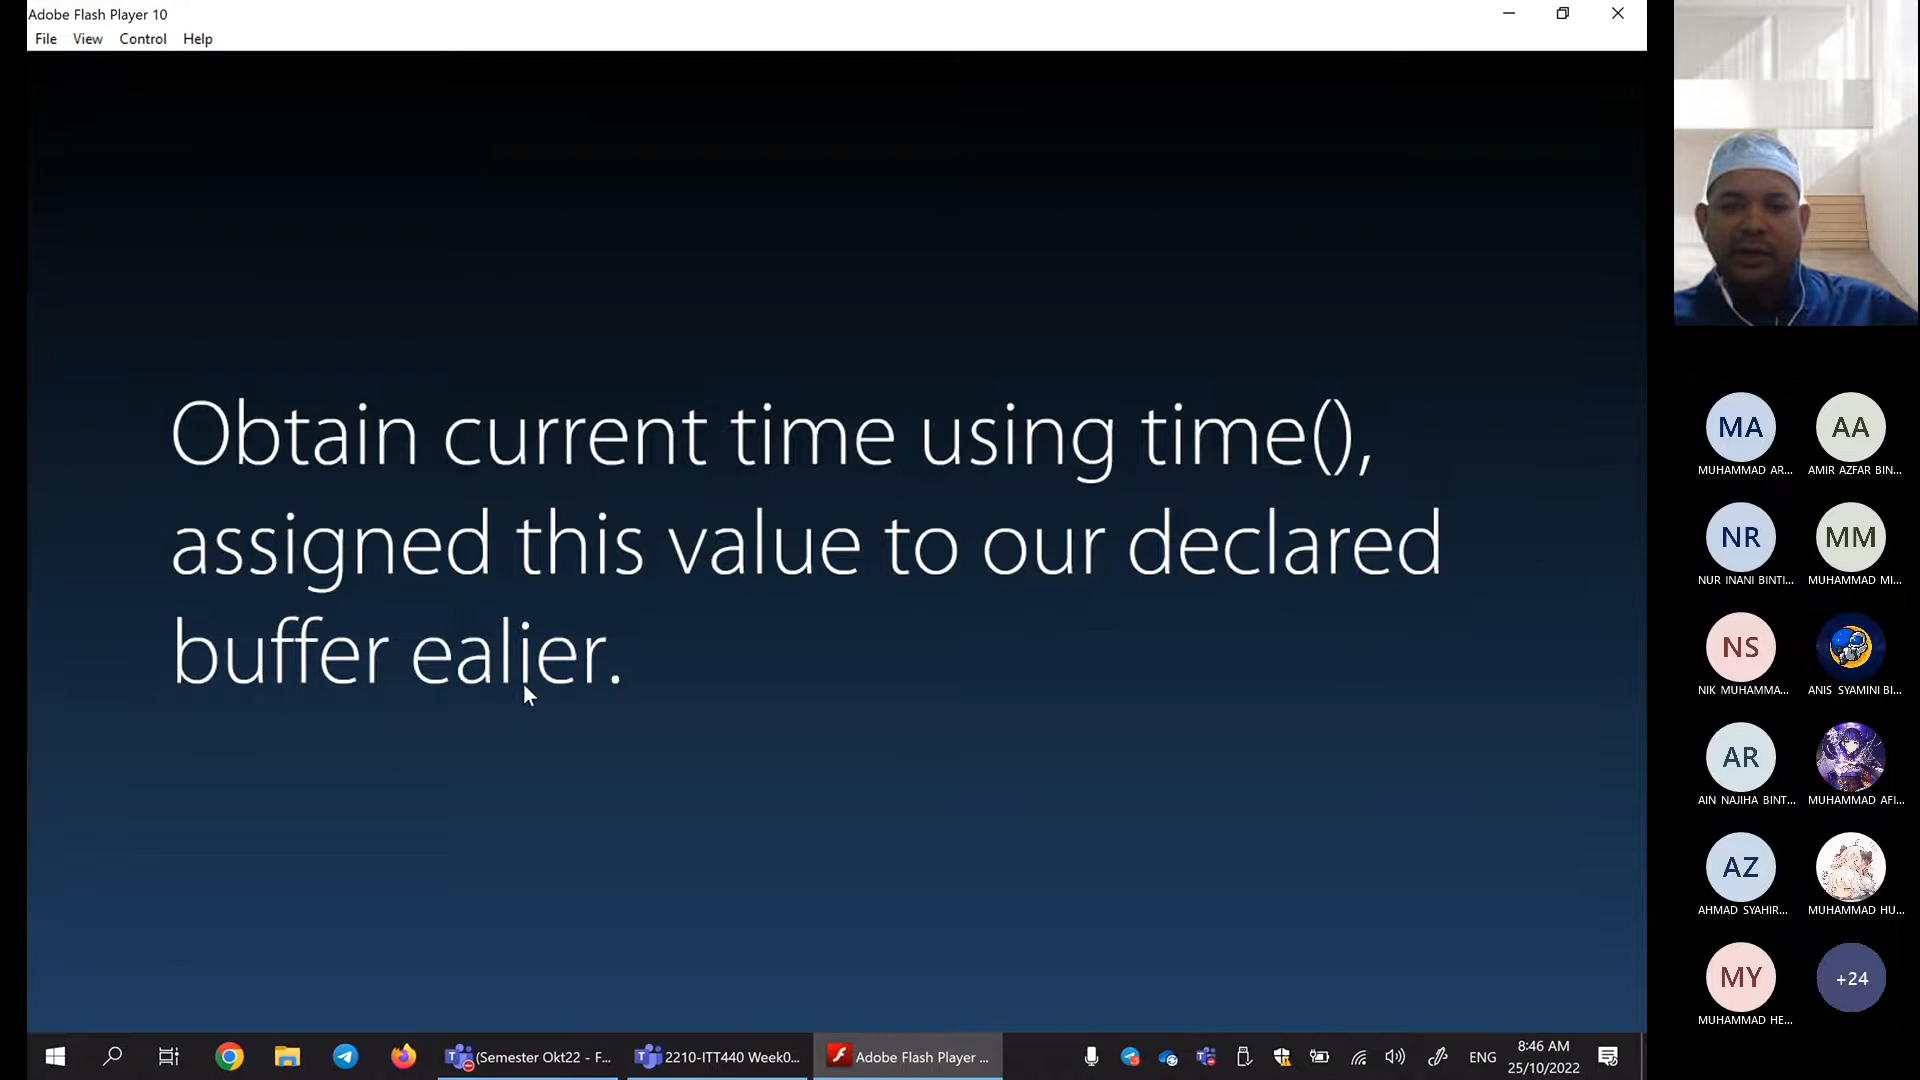 Adobe Flash Player 10
File View Control Help
Obtain current time using time(),
assigned this value to our declared
buffer ealier.
MA AA
MUHAMMAD AR... AMIR AZFAR BIN...
NR MM
NUR INANI BINTI... MUHAMMAD MI...
NS
NIK MUHAMMA... ANIS SYAMINI BI...
AR
AIN NAJIHA BINT... MUHAMMAD AFI...
AZ
AHMAD SYAHIR... MUHAMMAD HU...
MY +24
MUHAMMAD HE...
(Semester Okt22 - F... 2210-ITT440 Week0... Adobe Flash Player ... ENG 8:46 AM
25/10/2022